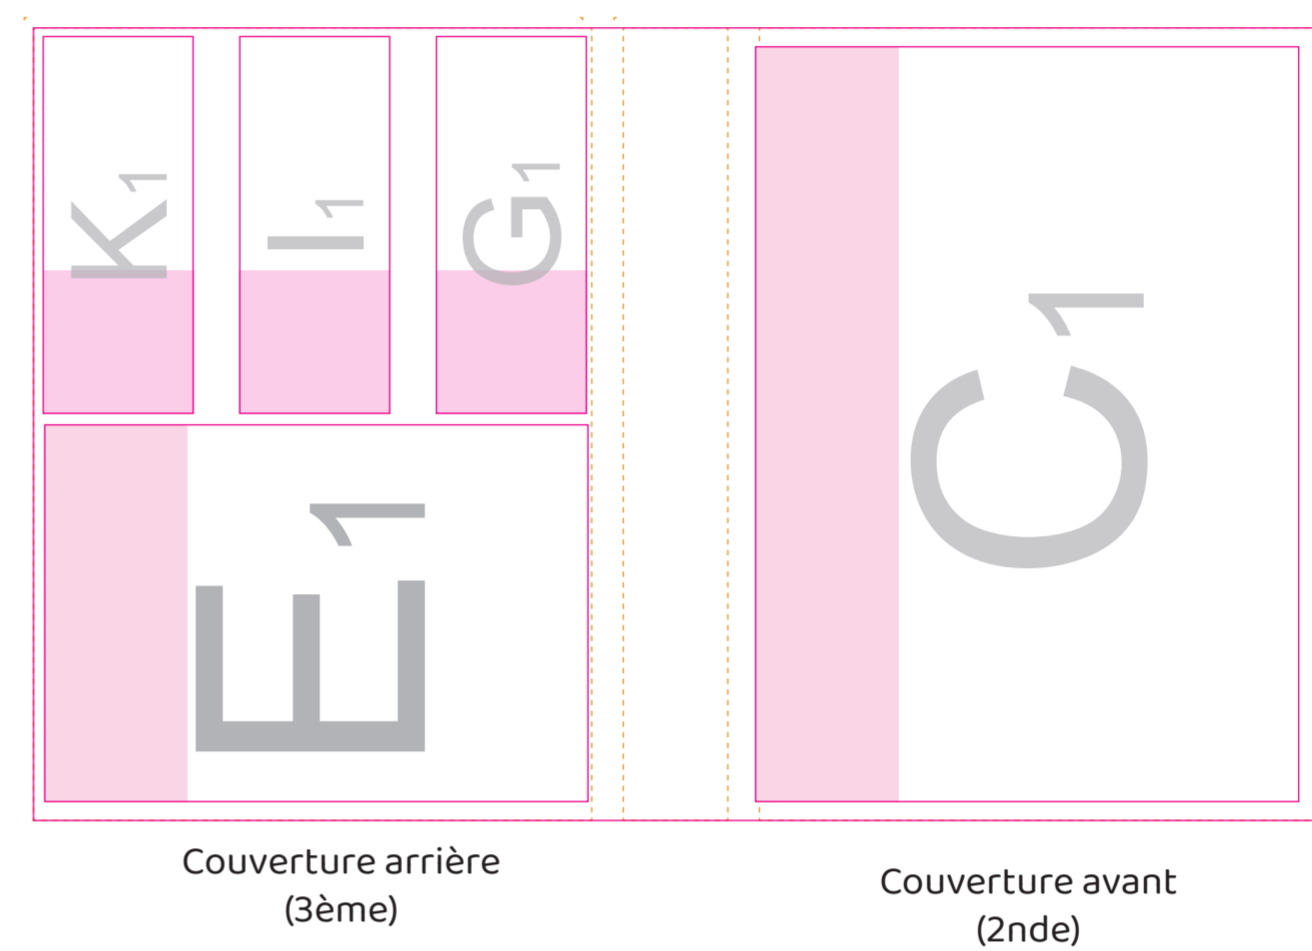 K1
I1
G1
E1
C1
Couverture arrière
(3ème)
Couverture avant
(2nde)